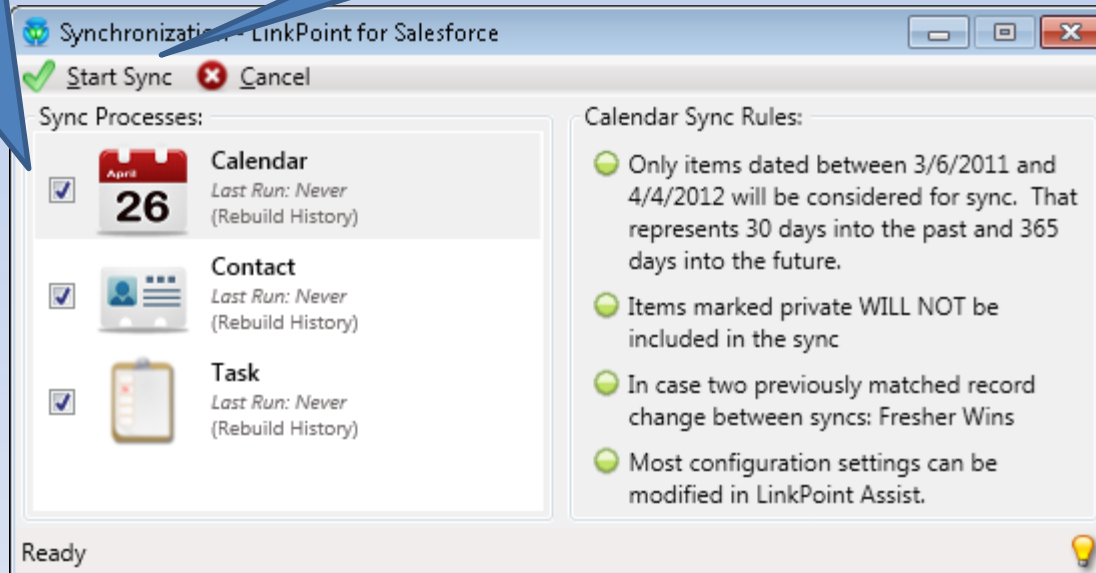 Synchronization - LinkPoint for Salesforce
Start Sync Cancel
Sync Processes:
April
26
Calendar
Last Run: Never
(Rebuild History)
Contact
Last Run: Never
(Rebuild History)
Task
Last Run: Never
(Rebuild History)
Calendar Sync Rules:
Only items dated between 3/6/2011 and
4/4/2012 will be considered for sync. That
represents 30 days into the past and 365
days into the future.
Items marked private WILL NOT be
included in the sync
In case two previously matched record
change between syncs: Fresher Wins
Most configuration settings can be
modified in LinkPoint Assist.
Ready